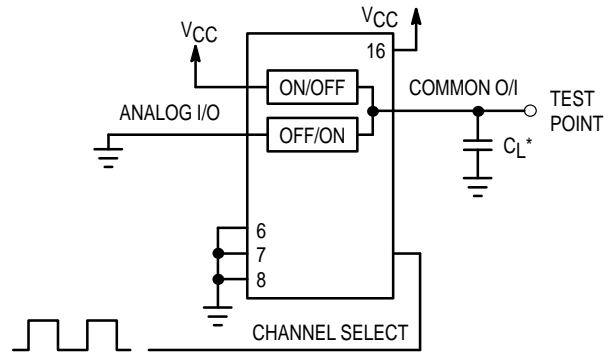 VCC
VCC
16
ON/OFF
COMMON O/I
TEST
POINT
ANALOG I/O
OFF/ON
CL*
6
7
8
CHANNEL SELECT